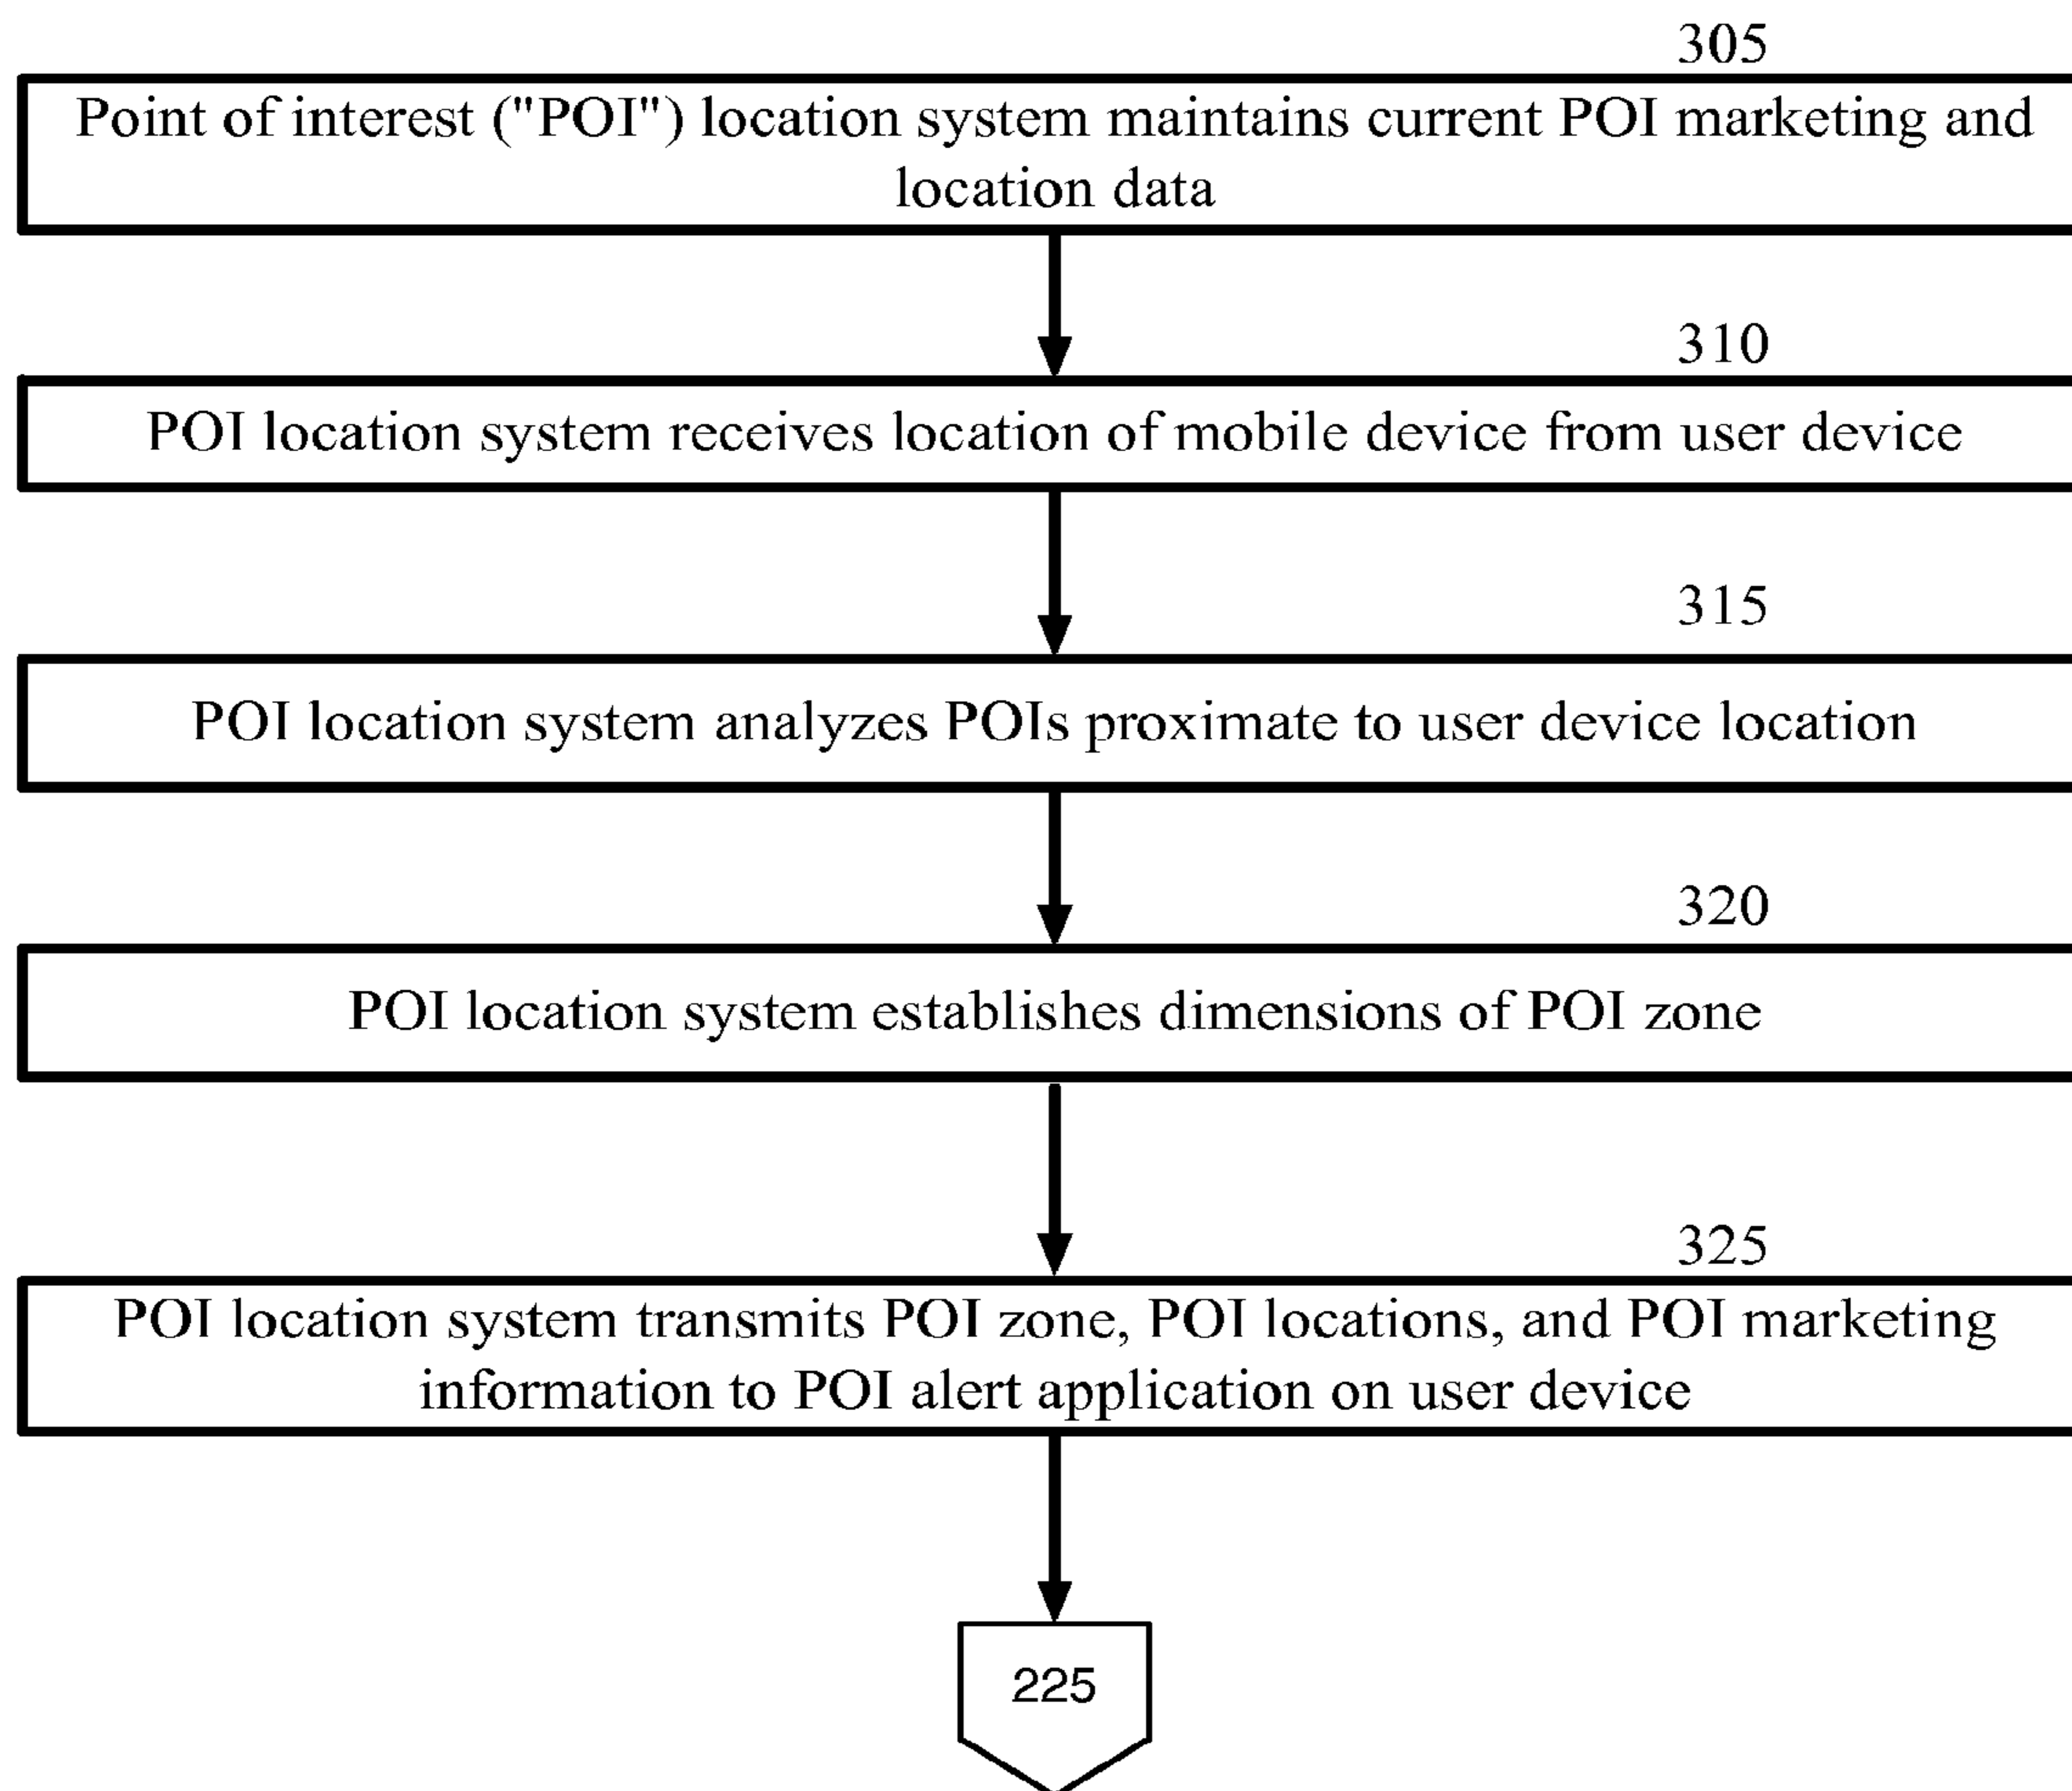 305
Point of interest ("POI") location system maintains current POI marketing and
location data
310
POI location system receives location of mobile device from user device
315
POI location system analyzes POIs proximate to user device location
320
POI location system establishes dimensions of POI zone
325
POI location system transmits POI zone, POI locations, and POI marketing
information to POI alert application on user device
225